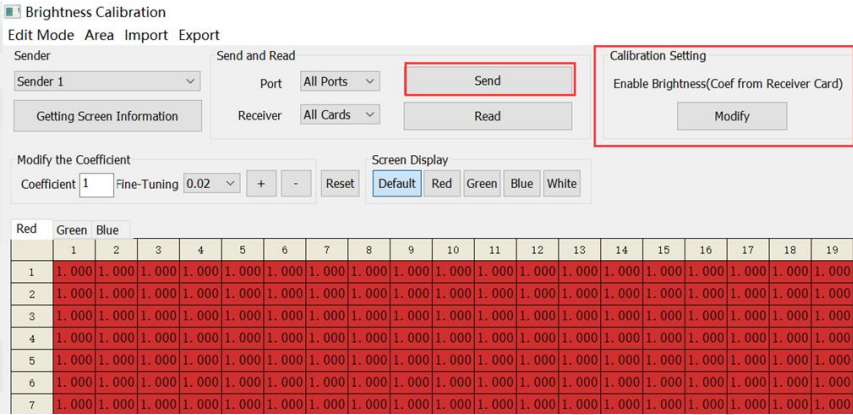 Brightness Calibration
Edit Mode Area Import Export
Sender Send and Read Calibration Setting
Sender 1 Port All Ports Send Enable Brightness(Coef from Receiver Card)
Getting Screen Information Receiver All Cards Read Modify
Modify the Coefficient Screen Display
Coefficient 1 Fine-Tuning 0.02 + - Reset Default Red Green Blue White
Red Green Blue
1 2 3 4 5 6 7 8 9 10 11 12 13 14 15 16 17 18 19
1 1.000 1.000 1.000 1.000 1.000 1.000 1.000 1.000 1.000 1.000 1.000 1.000 1.000 1.000 1.000 1.000 1.000 1.000 1.000
2 1.000 1.000 1.000 1.000 1.000 1.000 1.000 1.000 1.000 1.000 1.000 1.000 1.000 1.000 1.000 1.000 1.000 1.000 1.000
3 1.000 1.000 1.000 1.000 1.000 1.000 1.000 1.000 1.000 1.000 1.000 1.000 1.000 1.000 1.000 1.000 1.000 1.000 1.000
4 1.000 1.000 1.000 1.000 1.000 1.000 1.000 1.000 1.000 1.000 1.000 1.000 1.000 1.000 1.000 1.000 1.000 1.000 1.000
5 1.000 1.000 1.000 1.000 1.000 1.000 1.000 1.000 1.000 1.000 1.000 1.000 1.000 1.000 1.000 1.000 1.000 1.000 1.000
6 1.000 1.000 1.000 1.000 1.000 1.000 1.000 1.000 1.000 1.000 1.000 1.000 1.000 1.000 1.000 1.000 1.000 1.000 1.000
7 1.000 1.000 1.000 1.000 1.000 1.000 1.000 1.000 1.000 1.000 1.000 1.000 1.000 1.000 1.000 1.000 1.000 1.000 1.000